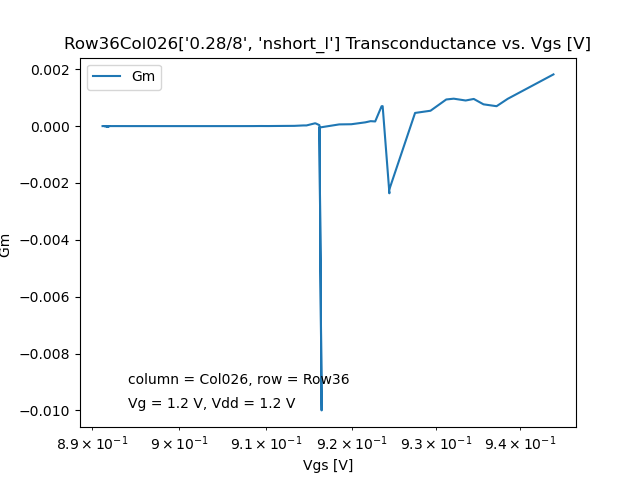 Row36Col026['0.28/8', 'nshort_l'] Transconductance vs. Vgs [V]
Gm
0.002
0.000
−0.002
−0.004
−0.006
−0.008
−0.010
Gm
column = Col026, row = Row36
Vg = 1.2 V, Vdd = 1.2 V
8.9 × 10⁻¹ 9 × 10⁻¹ 9.1 × 10⁻¹ 9.2 × 10⁻¹ 9.3 × 10⁻¹ 9.4 × 10⁻¹
Vgs [V]